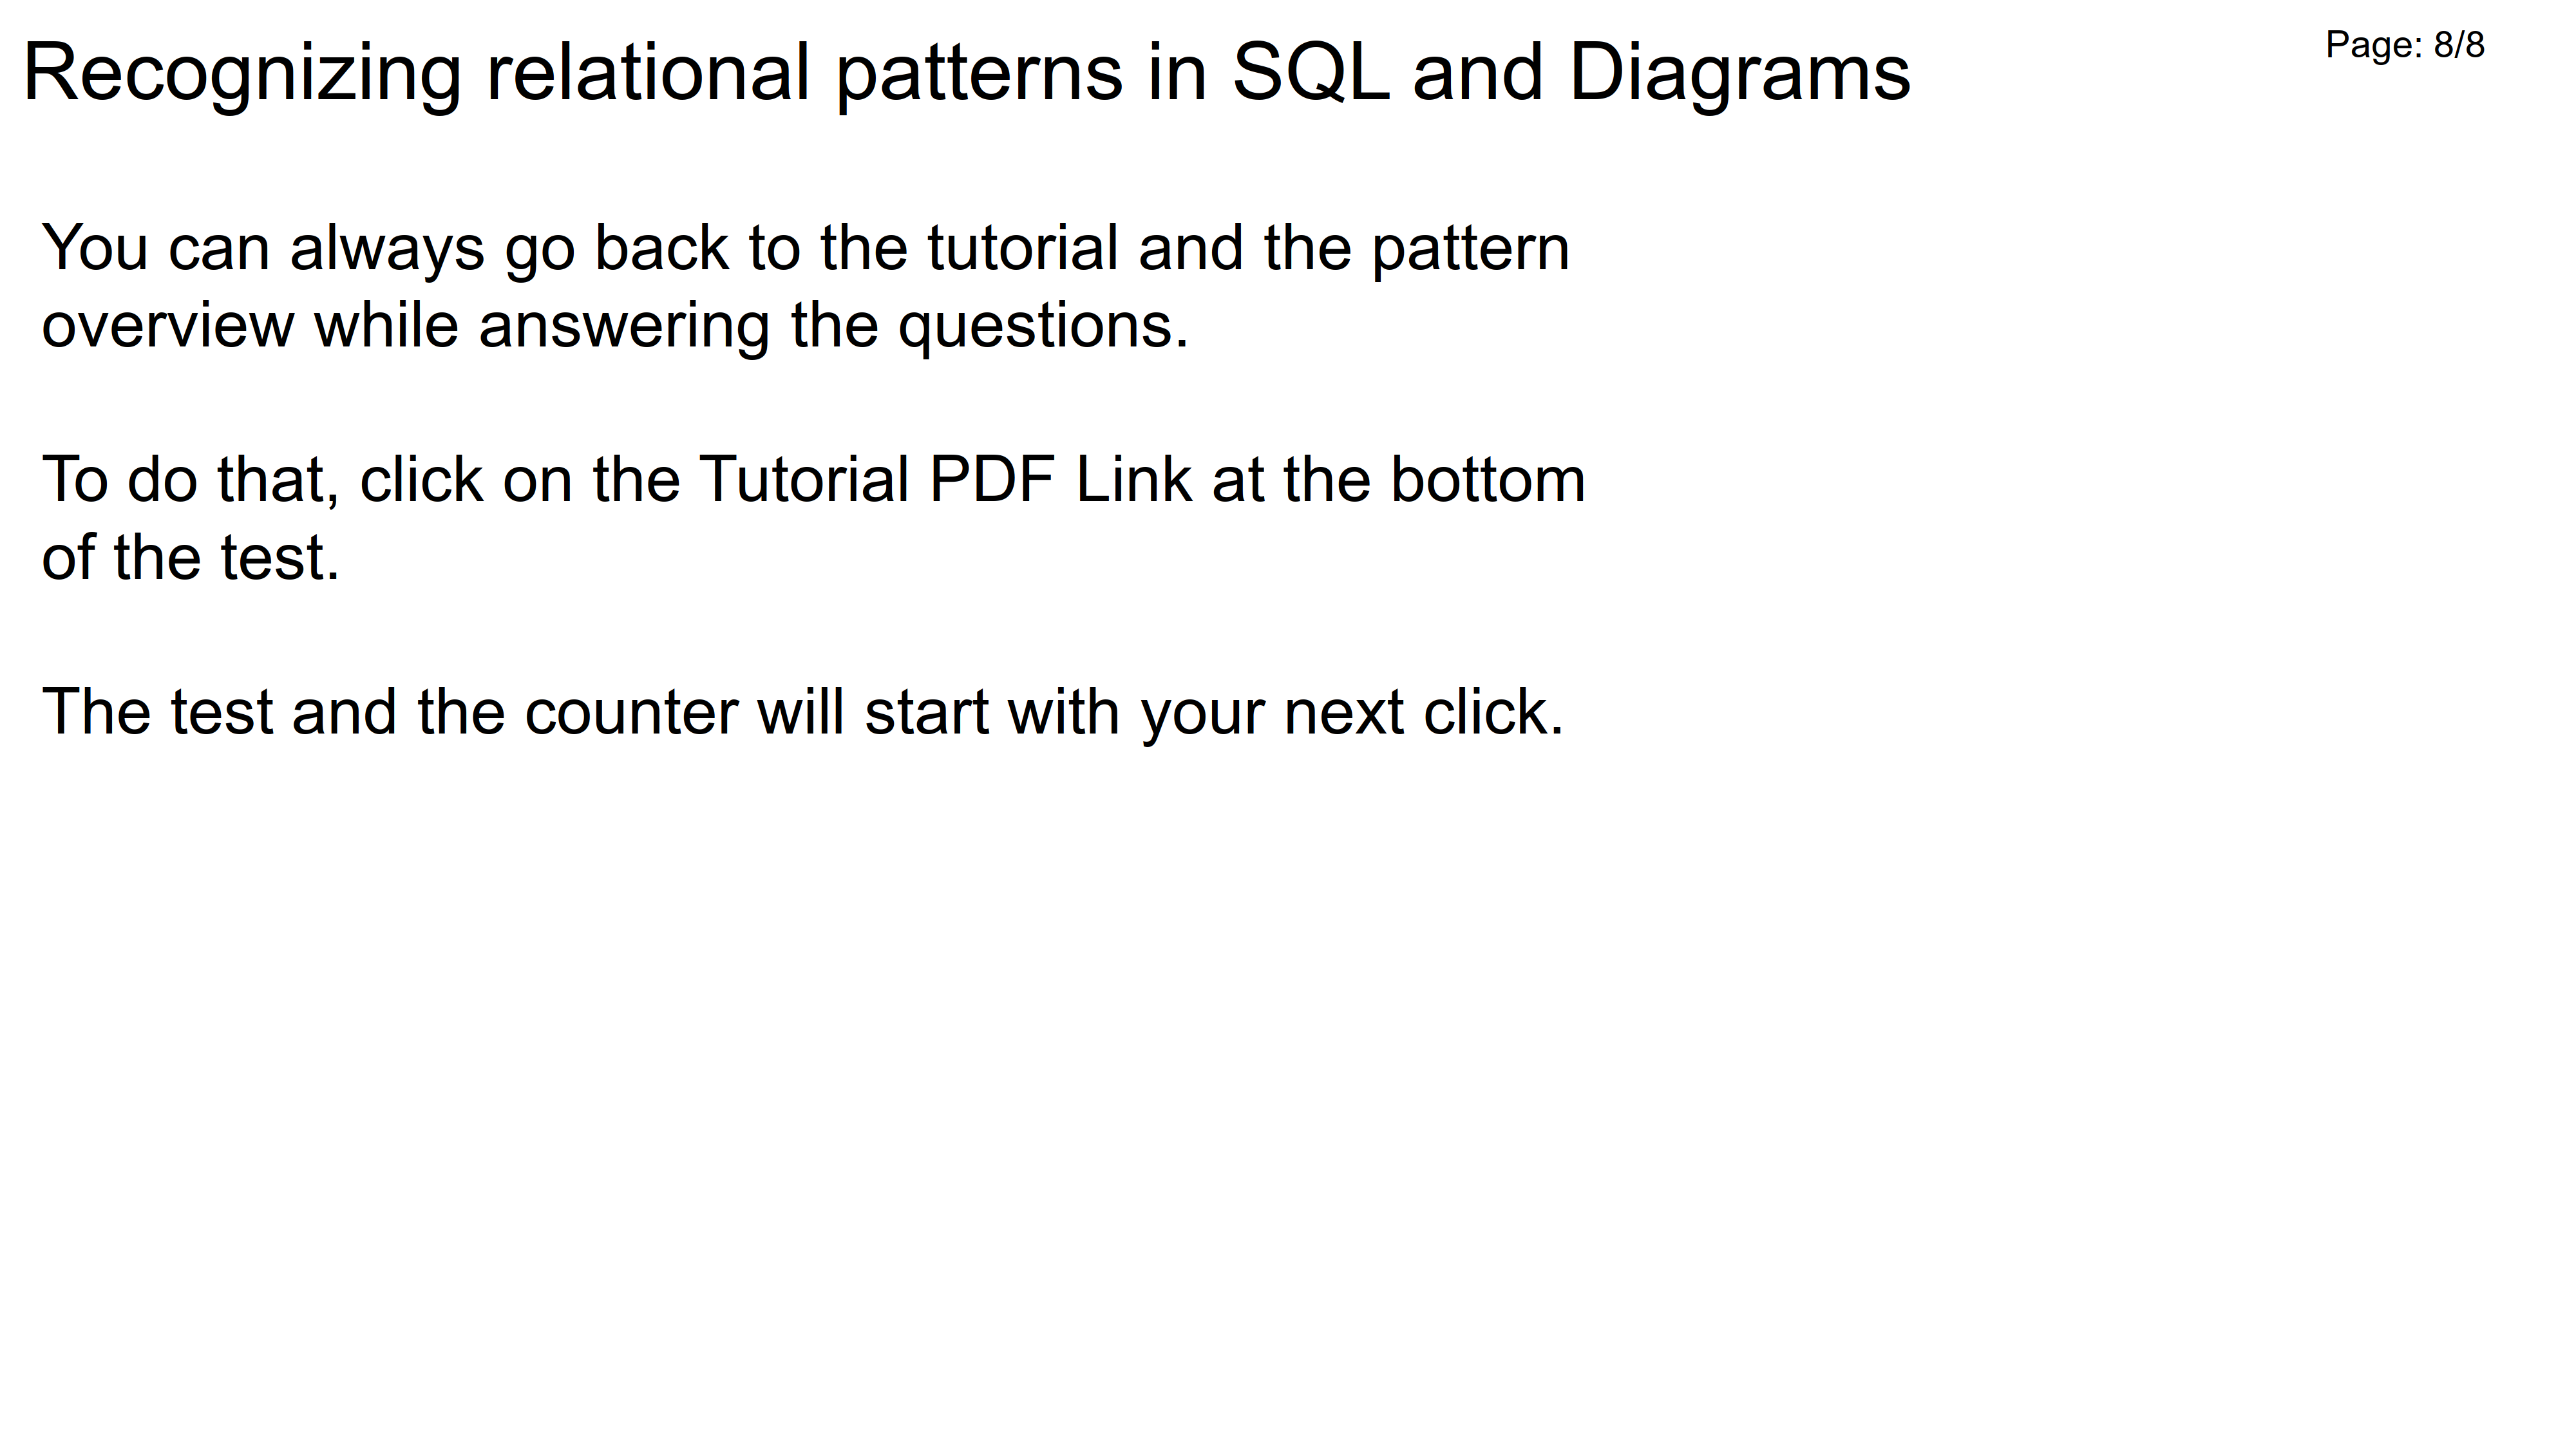 Recognizing relational patterns in SQL and Diagrams
Page: 8/8
You can always go back to the tutorial and the pattern
overview while answering the questions.
To do that, click on the Tutorial PDF Link at the bottom
of the test.
The test and the counter will start with your next click.